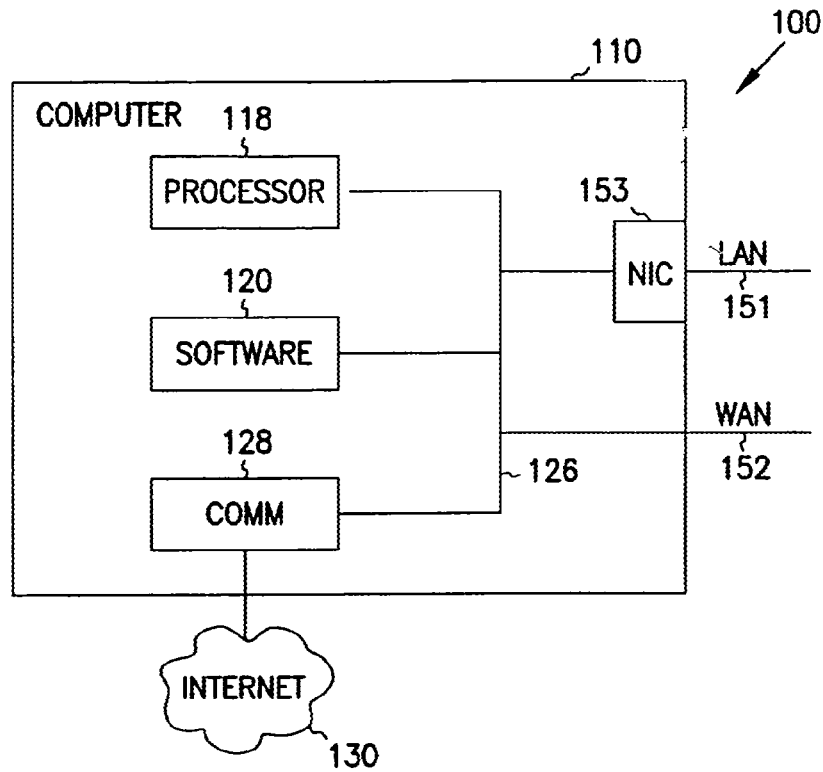 100
110
COMPUTER
118
PROCESSOR
153
NIC
LAN
151
120
SOFTWARE
WAN
152
128
126
COMM
INTERNET
130